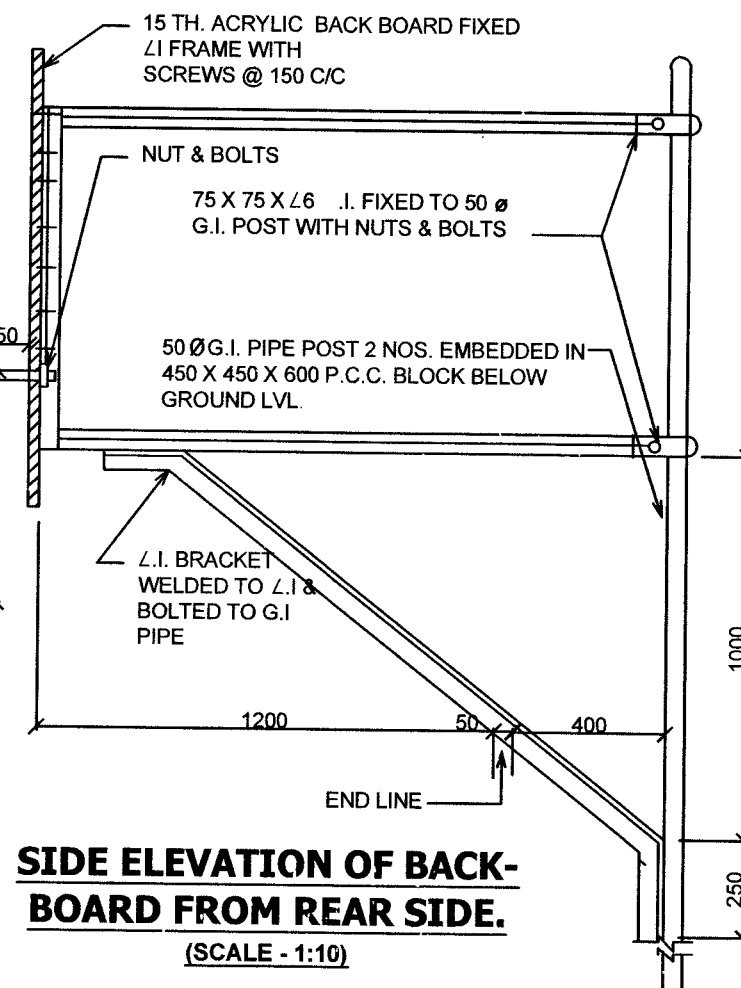 15 TH. ACRYLIC BACK BOARD FIXED
∠I FRAME WITH
SCREWS @ 150 C/C
NUT & BOLTS
75 X 75 X ∠6 .I. FIXED TO 50 ø
G.I. POST WITH NUTS & BOLTS
50
50 Ø G.I. PIPE POST 2 NOS. EMBEDDED IN
450 X 450 X 600 P.C.C. BLOCK BELOW
GROUND LVL.
∠.I. BRACKET
WELDED TO ∠.I &
BOLTED TO G.I
PIPE
1000
1200
50
400
END LINE
250
SIDE ELEVATION OF BACK-
BOARD FROM REAR SIDE.
(SCALE - 1:10)